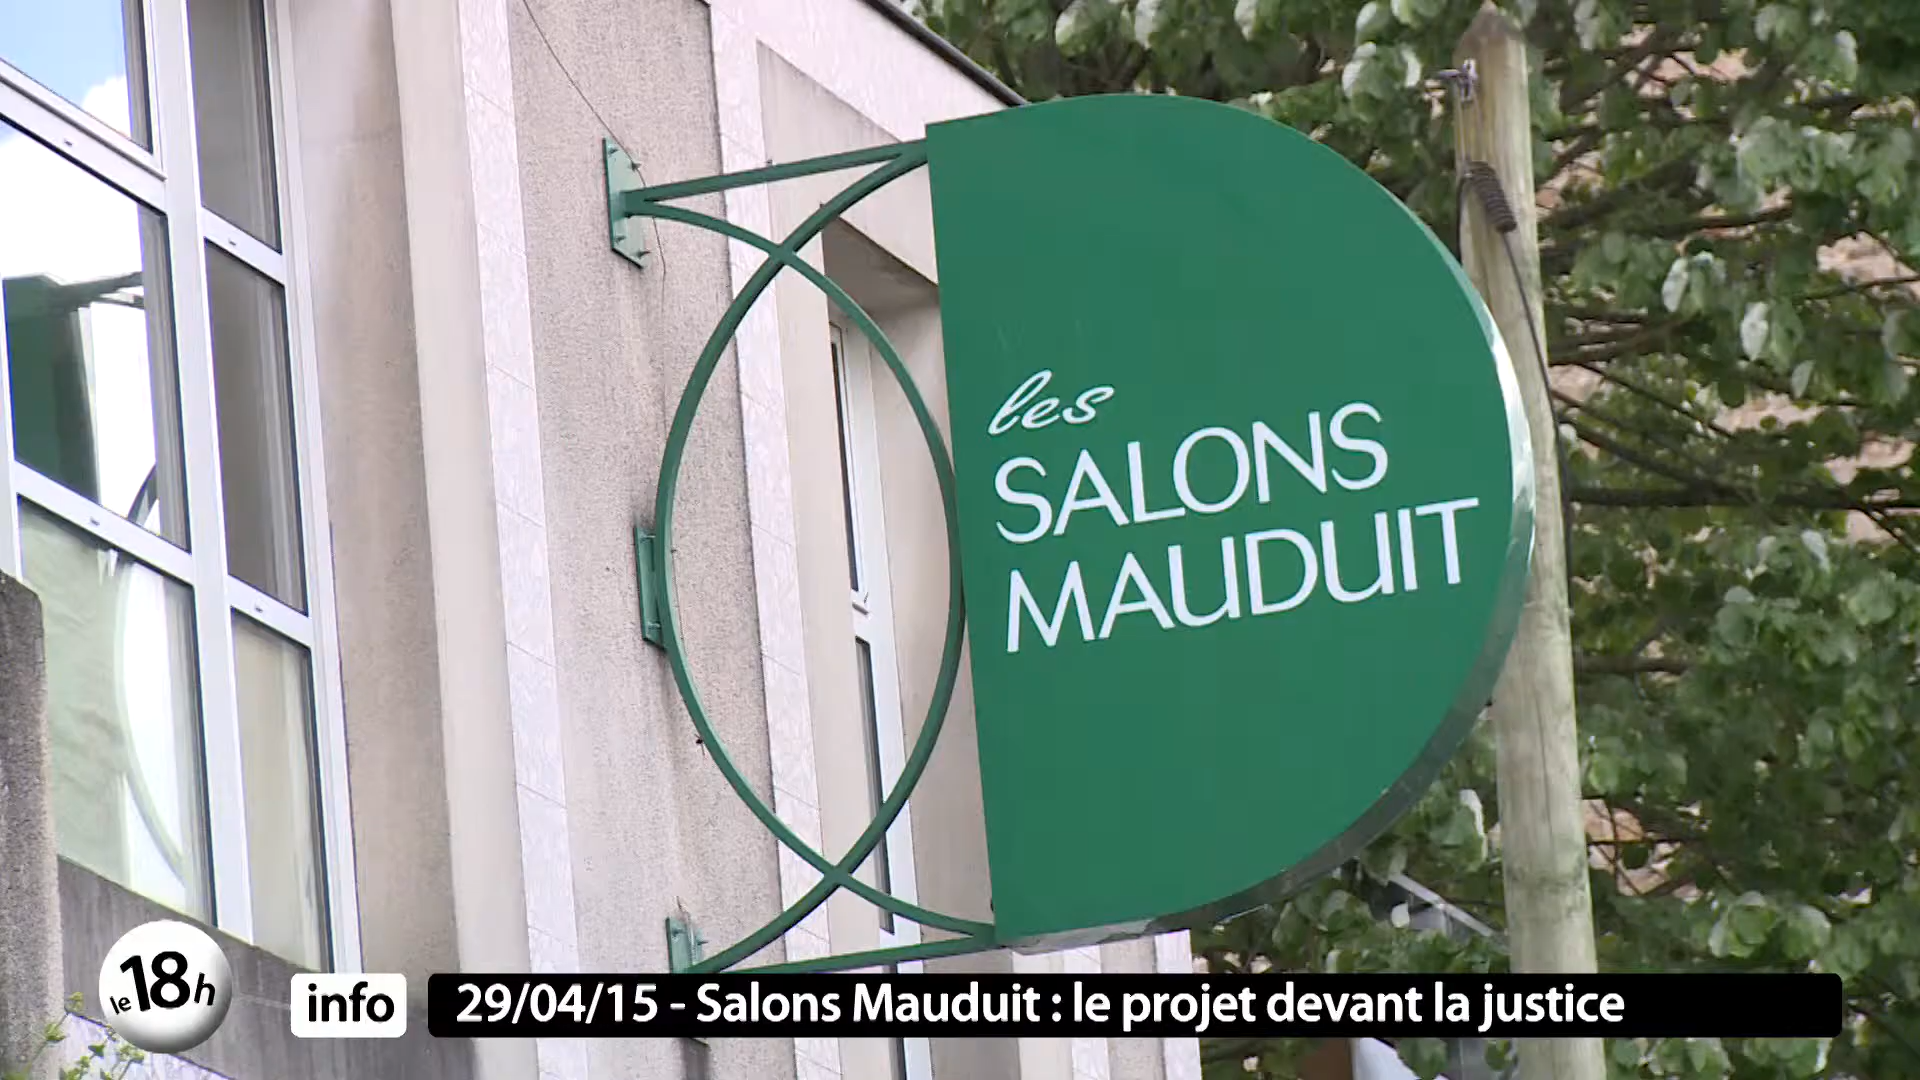 les
SALONS
MAUDUIT
le 18h
info
29/04/15 - Salons Mauduit : le projet devant la justice